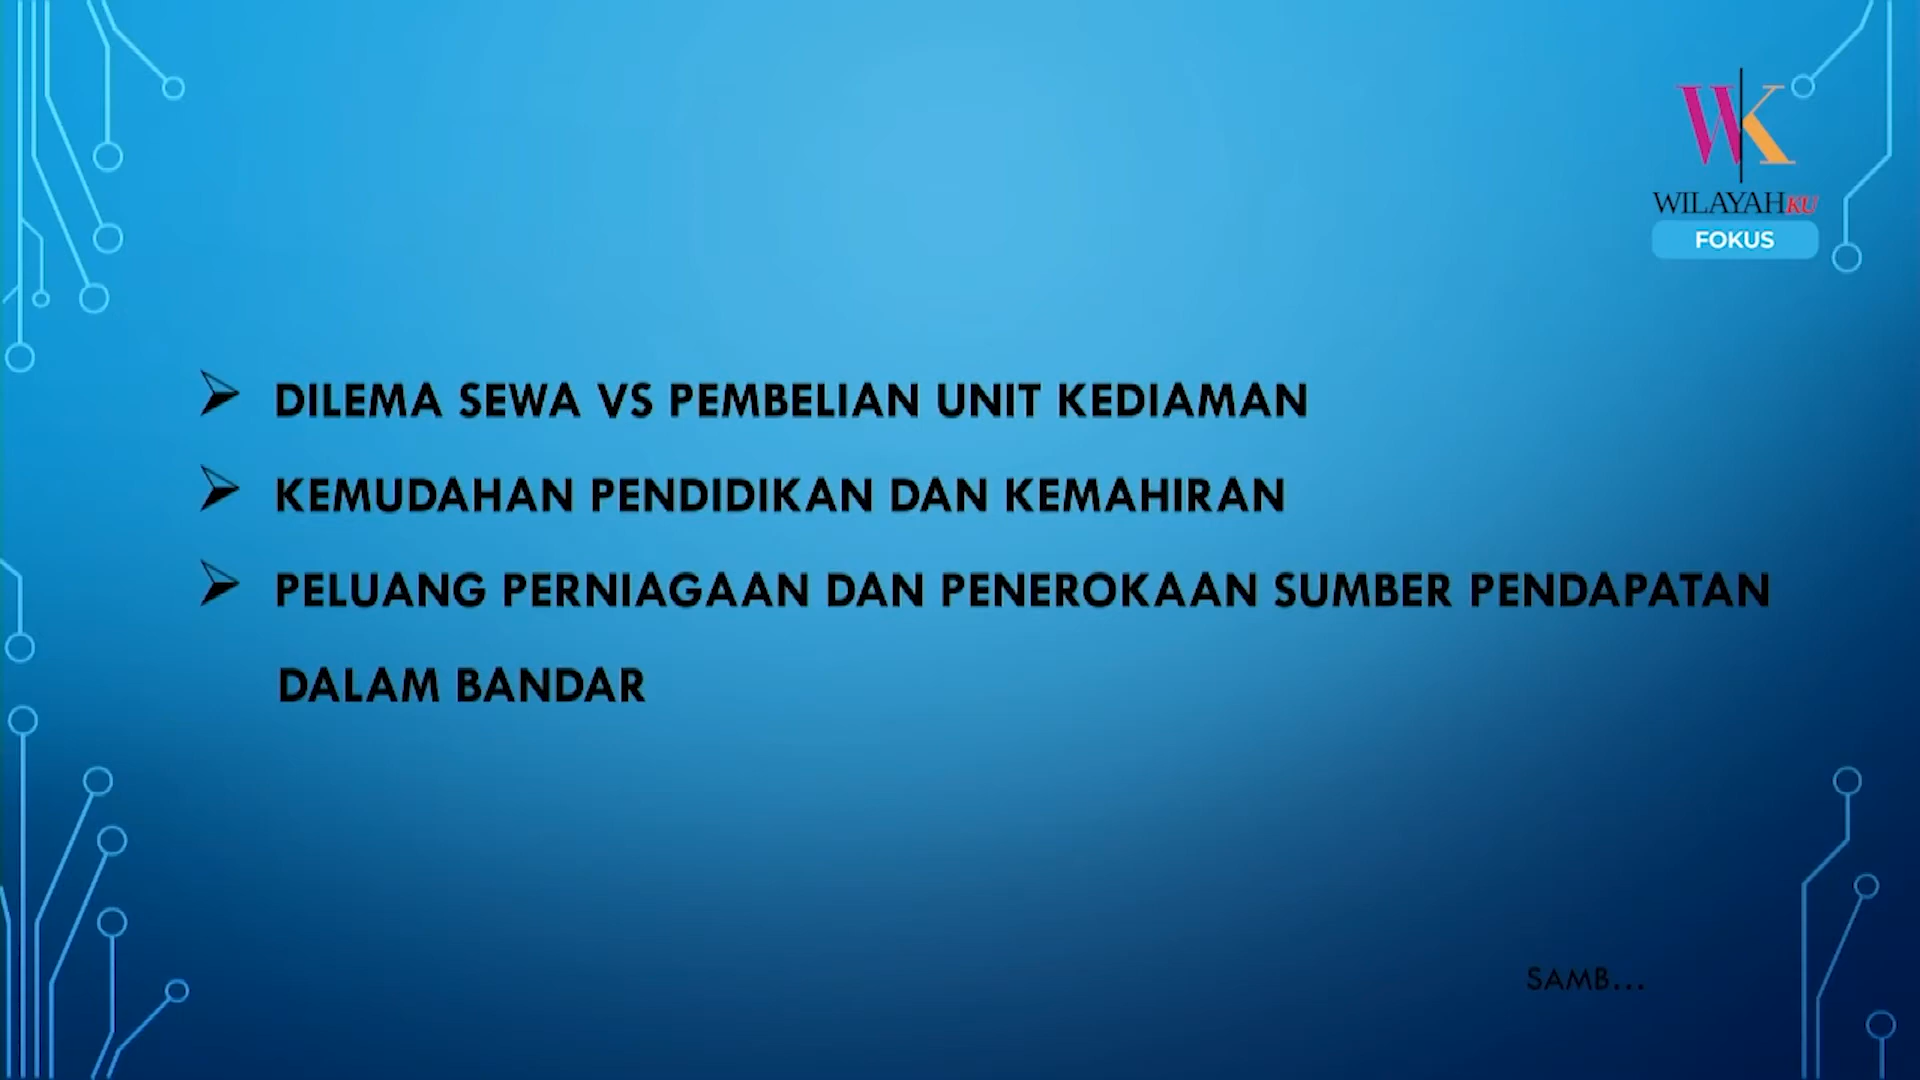 WK
WILAYAHKU
FOKUS
DILEMA SEWA VS PEMBELIAN UNIT KEDIAMAN
KEMUDAHAN PENDIDIKAN DAN KEMAHIRAN
PELUANG PERNIAGAAN DAN PENEROKAAN SUMBER PENDAPATAN
DALAM BANDAR
SAMB...